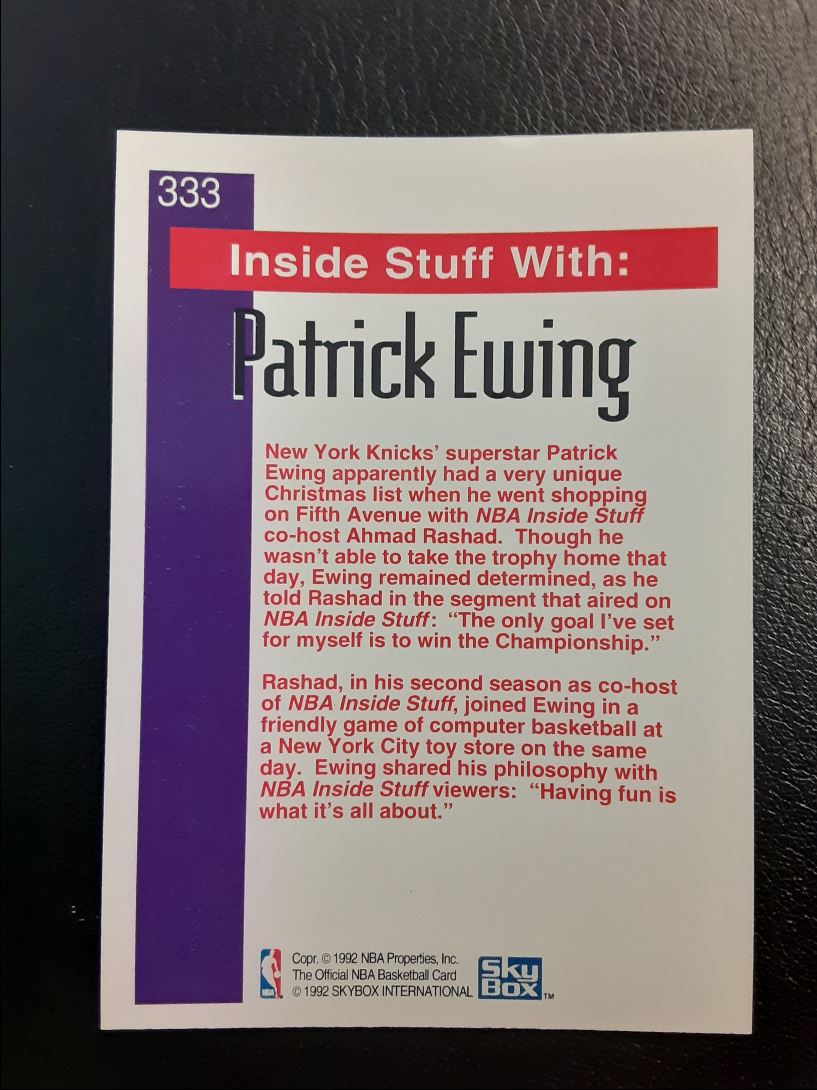 333
Inside Stuff With:
Patrick Ewing
New York Knicks' superstar Patrick
Ewing apparently had a very unique
Christmas list when he went shopping
on Fifth Avenue with NBA Inside Stuff
co-host Ahmad Rashad.  Though he
wasn't able to take the trophy home that
day, Ewing remained determined, as he
told Rashad in the segment that aired on
NBA Inside Stuff:  "The only goal I've set
for myself is to win the Championship."
Rashad, in his second season as co-host
of NBA Inside Stuff, joined Ewing in a
friendly game of computer basketball at
a New York City toy store on the same
day.  Ewing shared his philosophy with
NBA Inside Stuff viewers:  "Having fun is
what it's all about."
NBA
Copr. © 1992 NBA Properties, Inc.
The Official NBA Basketball Card
© 1992 SKYBOX INTERNATIONAL
Sky
BOX TM